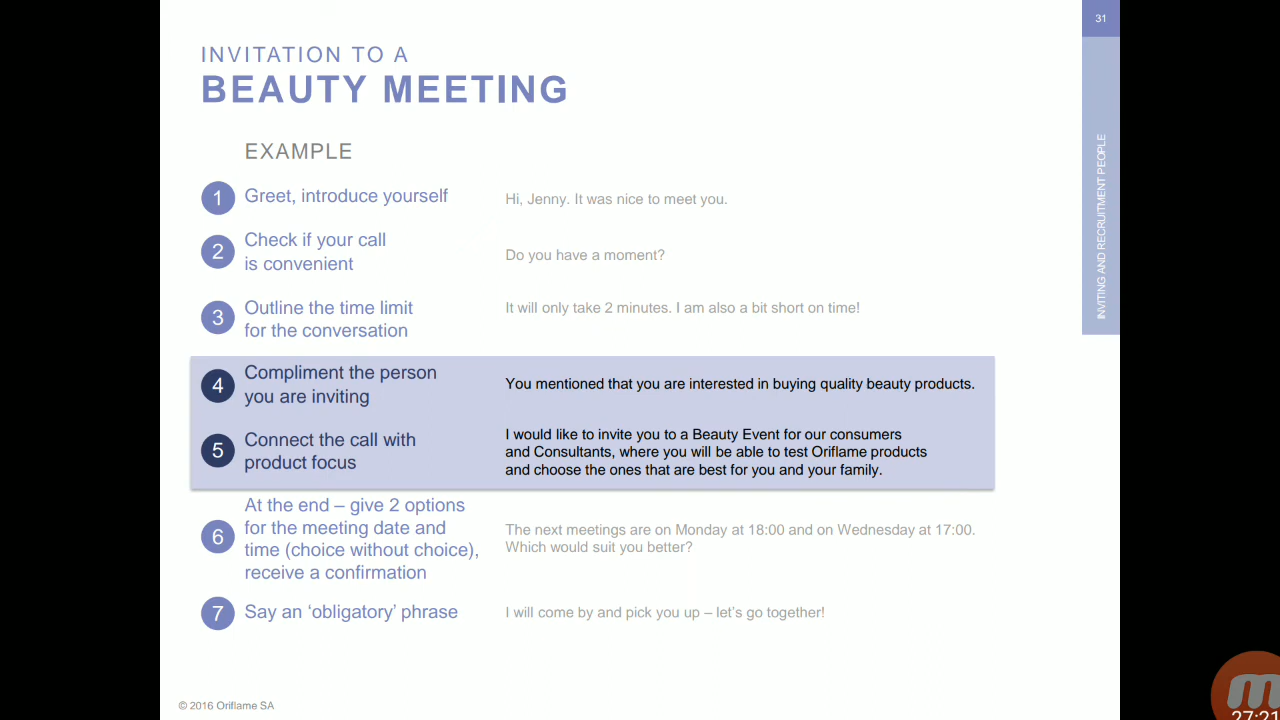 31
INVITATION TO A
BEAUTY MEETING
INVITING AND RECRUITMENT PEOPLE
EXAMPLE
1 Greet, introduce yourself
Hi, Jenny. It was nice to meet you.
2 Check if your call
is convenient
Do you have a moment?
3 Outline the time limit
for the conversation
It will only take 2 minutes. I am also a bit short on time!
4 Compliment the person
you are inviting
You mentioned that you are interested in buying quality beauty products.
5 Connect the call with
product focus
I would like to invite you to a Beauty Event for our consumers
and Consultants, where you will be able to test Oriflame products
and choose the ones that are best for you and your family.
6 At the end – give 2 options
for the meeting date and
time (choice without choice),
receive a confirmation
The next meetings are on Monday at 18:00 and on Wednesday at 17:00.
Which would suit you better?
7 Say an ‘obligatory’ phrase
I will come by and pick you up – let’s go together!
© 2016 Oriflame SA
m
27:21